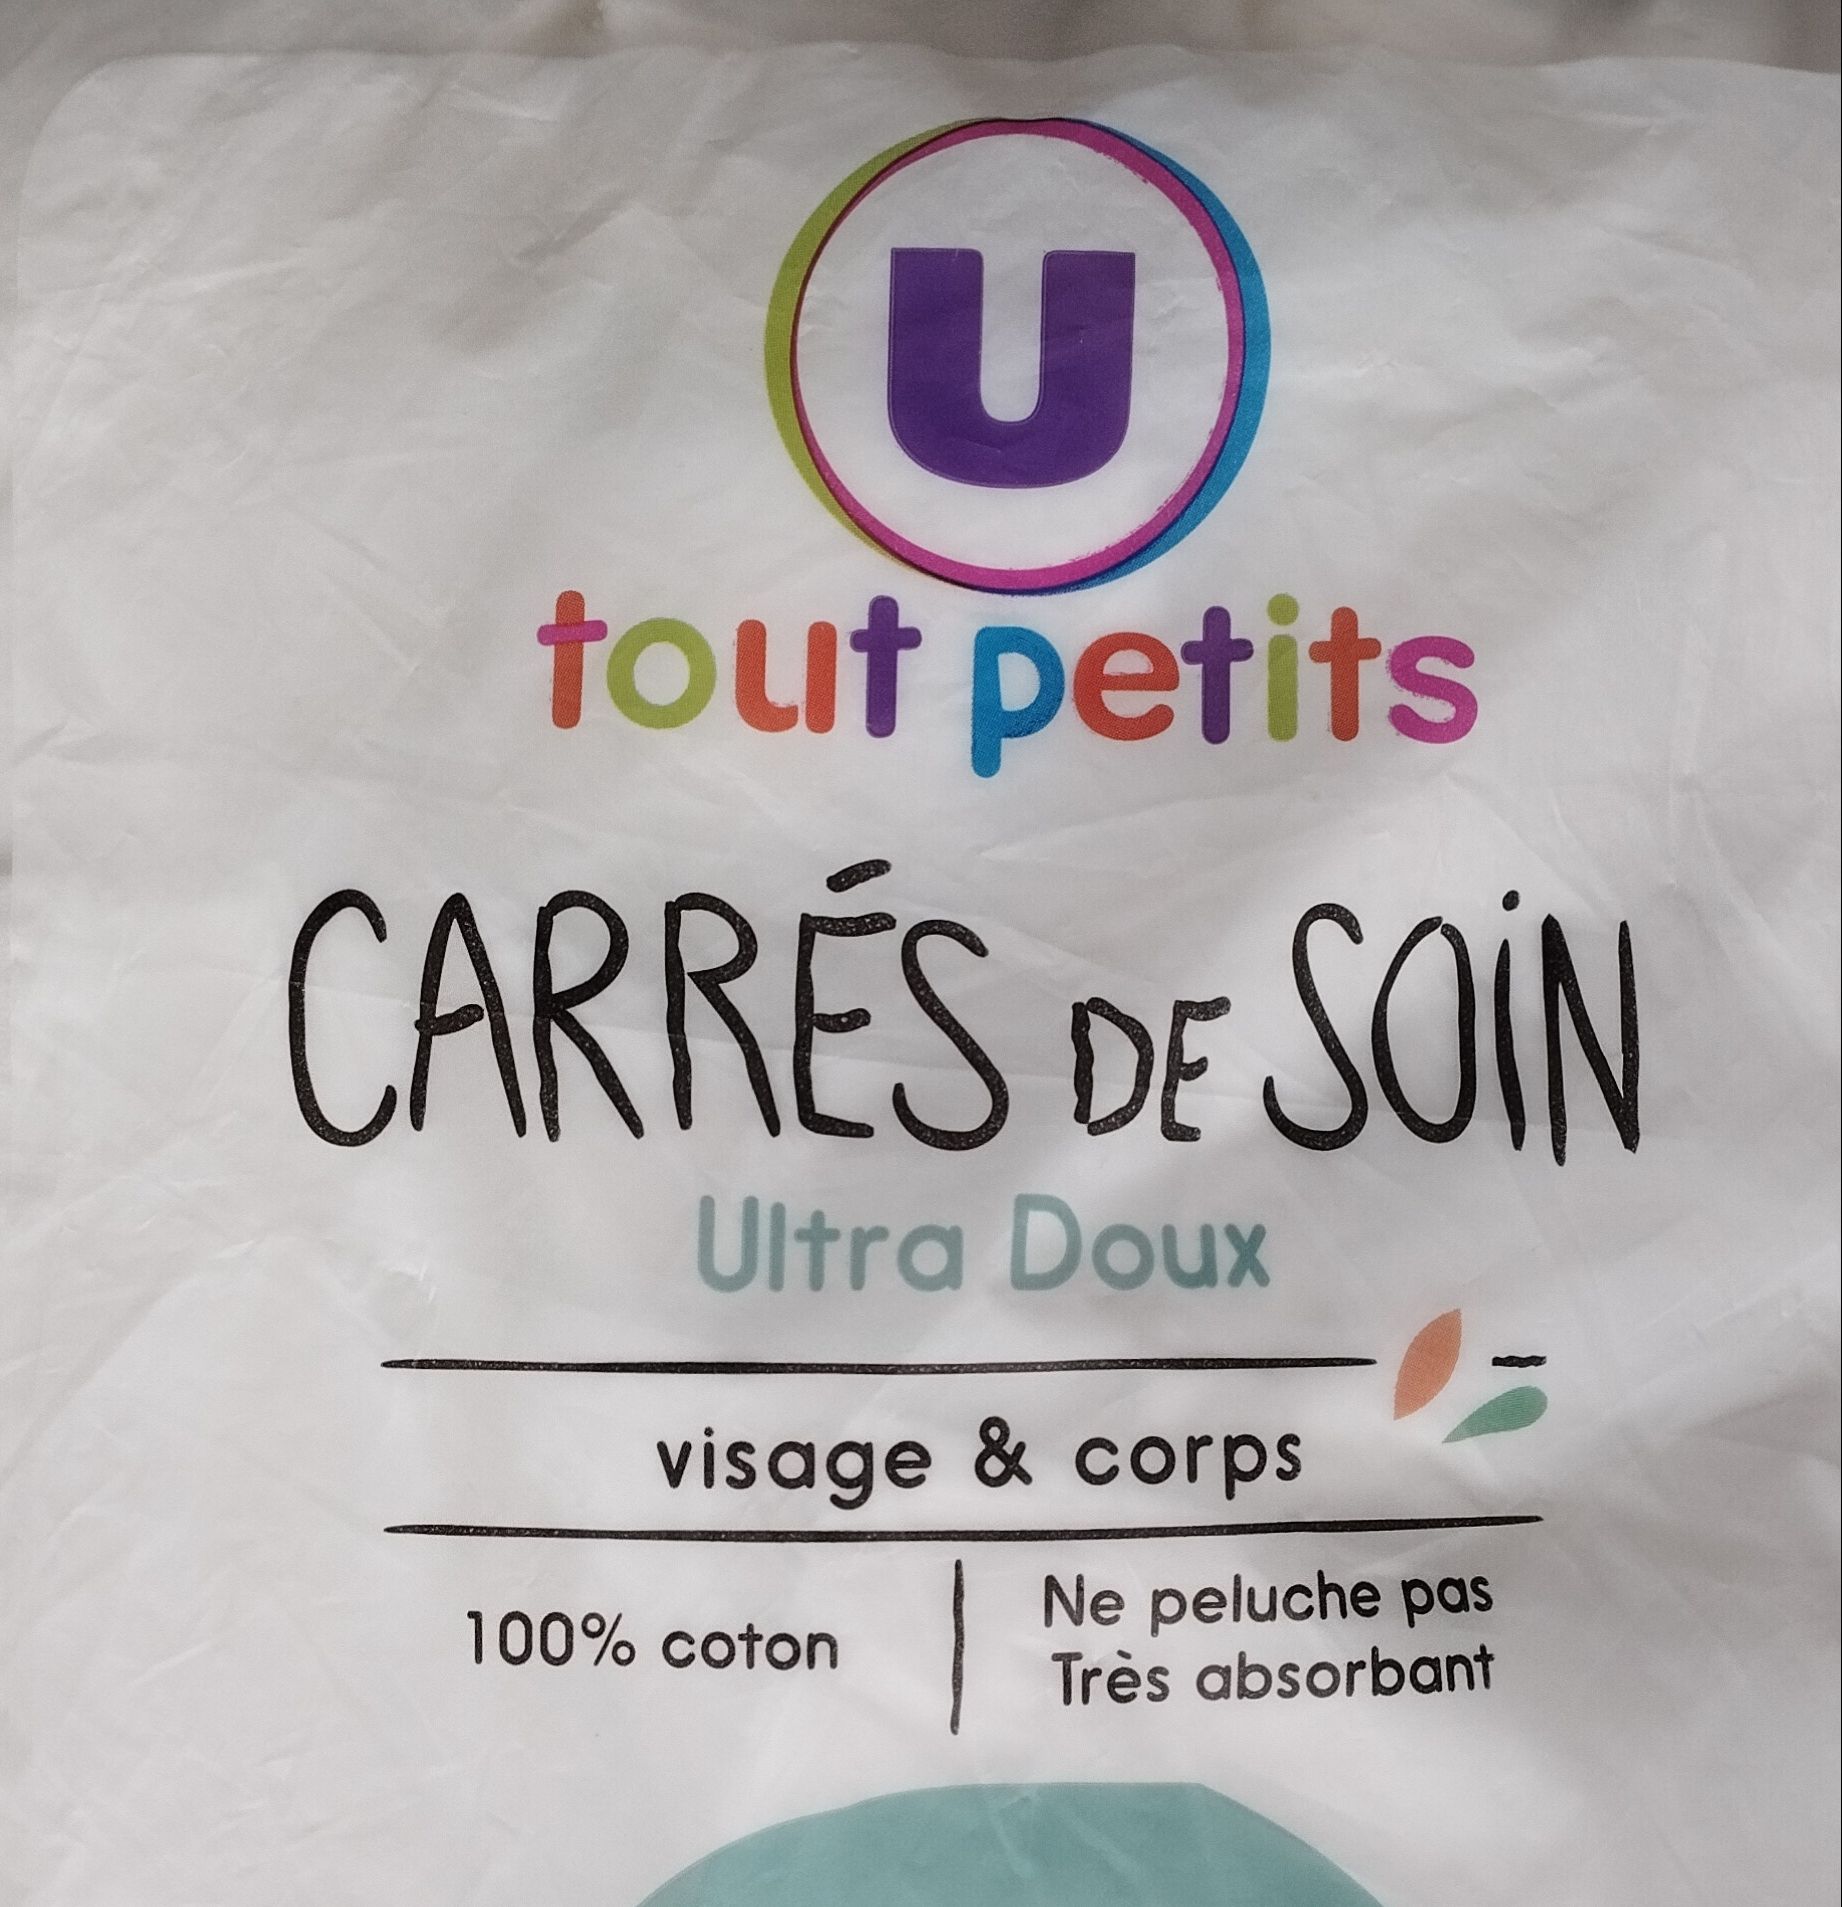 U
tout petits
CARRÉS DE SOiN
Ultra Doux
visage & corps
100% coton
Ne peluche pas
Très absorbant